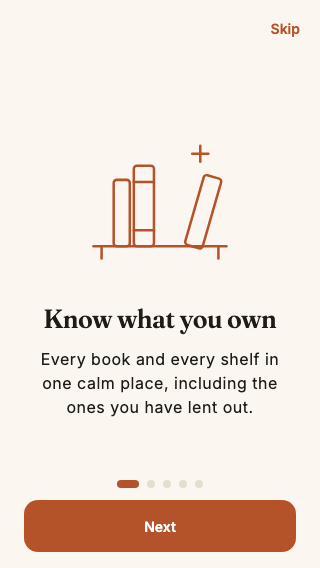 Skip
Know what you own
Every book and every shelf in
one calm place, including the
ones you have lent out.
Next